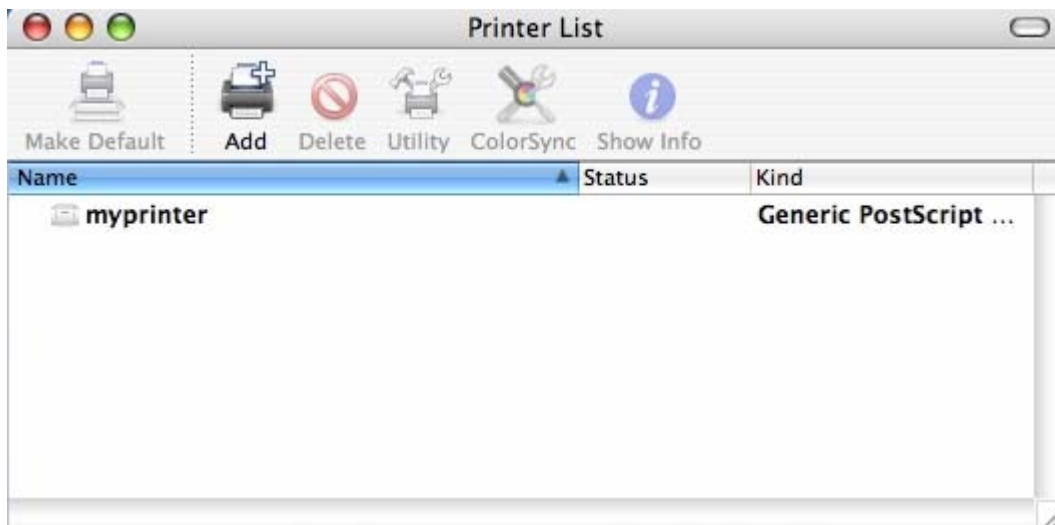 Printer List
Make Default Add Delete Utility ColorSync Show Info
Name Status Kind
myprinter Generic PostScript ...